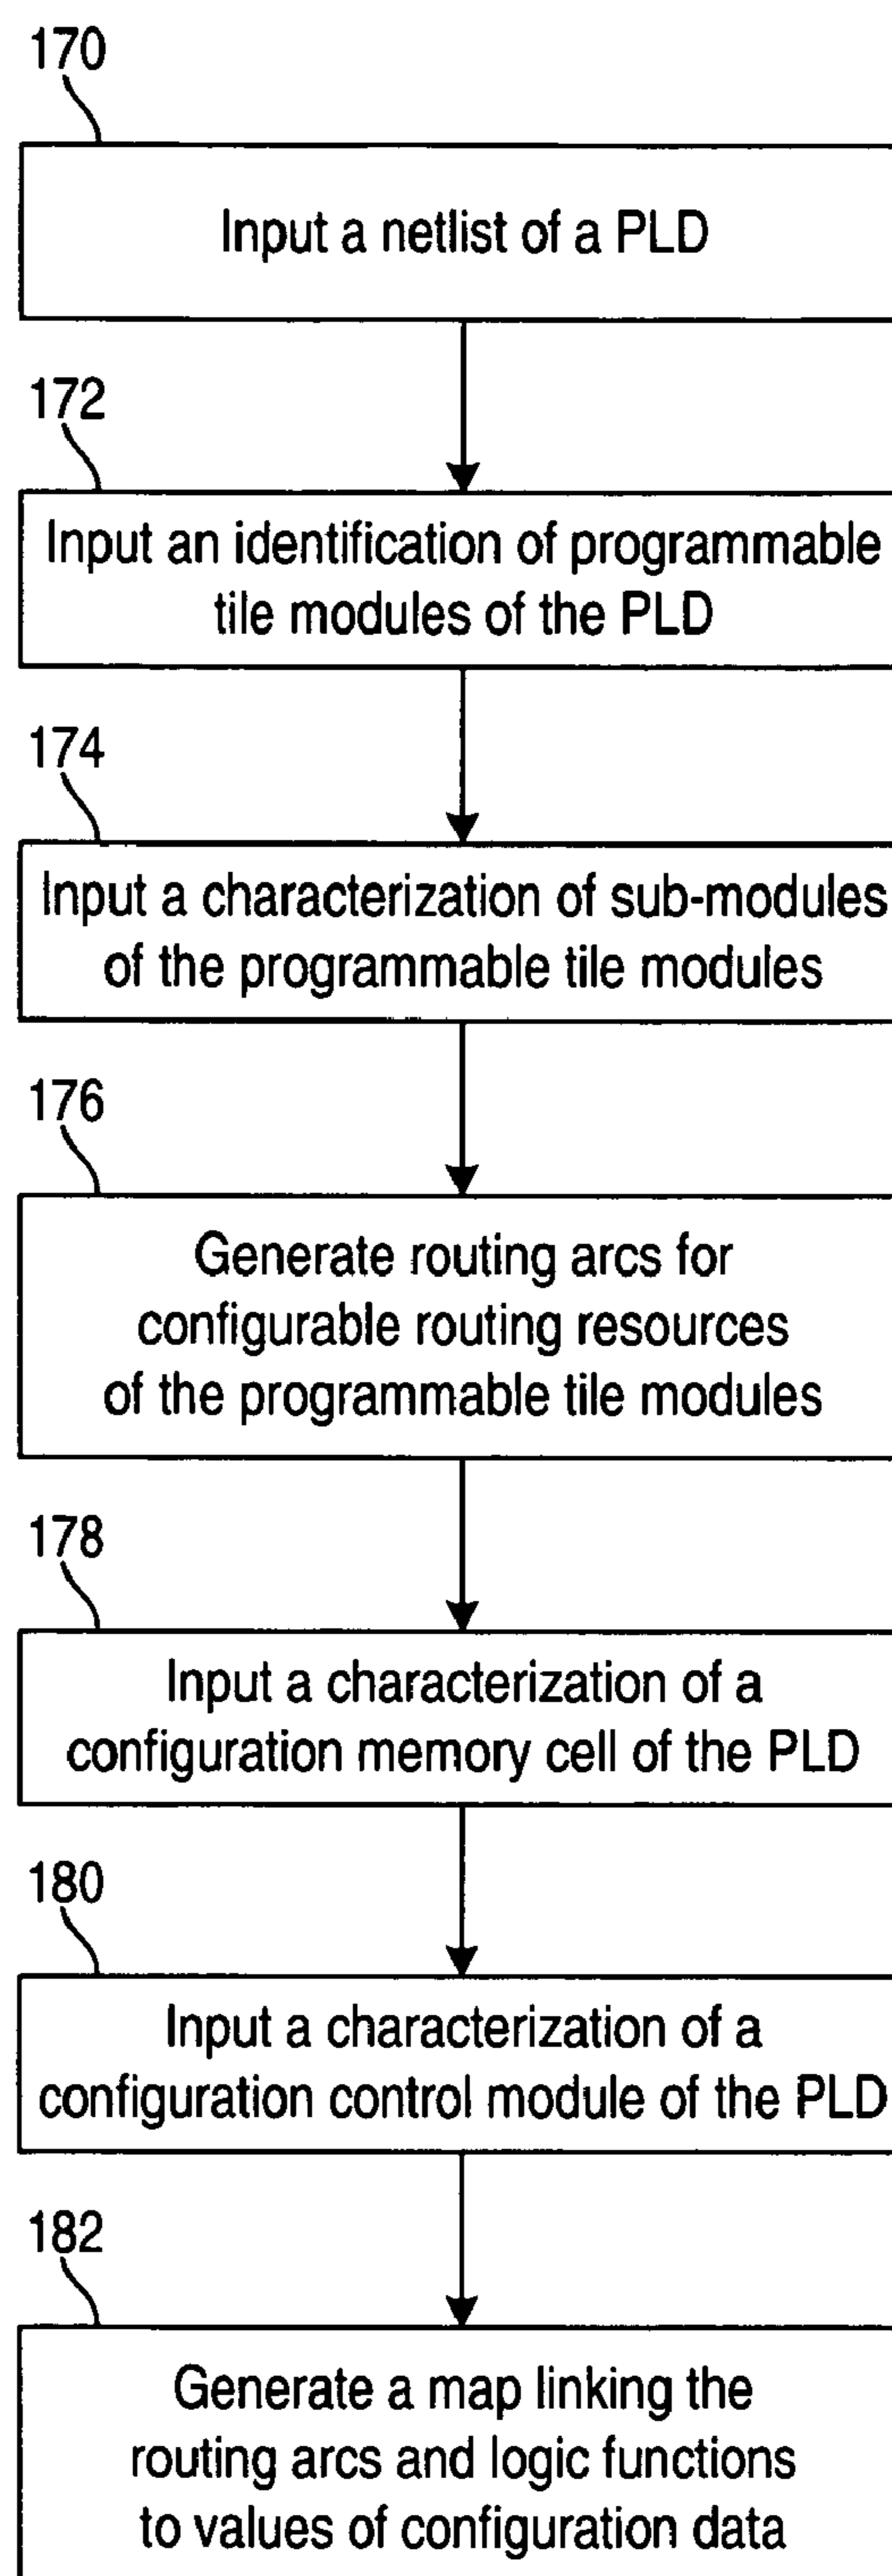 170
Input a netlist of a PLD
172
Input an identification of programmable
tile modules of the PLD
174
Input a characterization of sub-modules
of the programmable tile modules
176
Generate routing arcs for
configurable routing resources
of the programmable tile modules
178
Input a characterization of a
configuration memory cell of the PLD
180
Input a characterization of a
configuration control module of the PLD
182
Generate a map linking the
routing arcs and logic functions
to values of configuration data